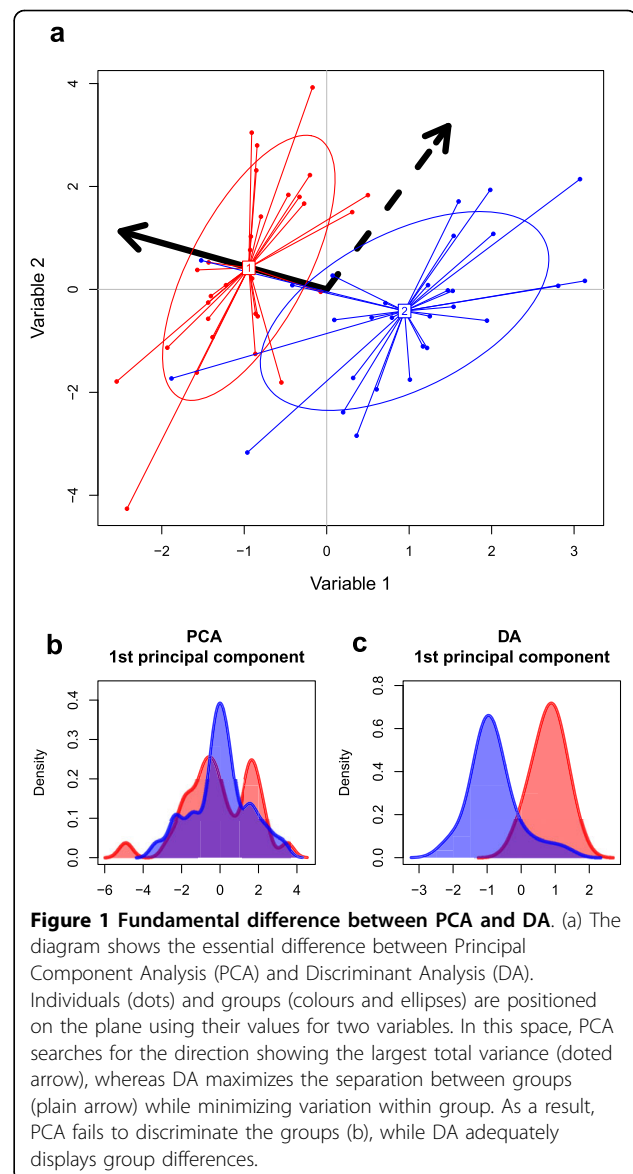 a
4
2
0
−2
−4
Variable 2
1
2
−2
−1
0
1
2
3
Variable 1
b
PCA
1st principal component
0.4
0.3
0.2
0.1
0.0
Density
−6
−4
−2
0
2
4
c
DA
1st principal component
0.8
0.6
0.4
0.2
0.0
Density
−3
−2
−1
0
1
2
Figure 1 Fundamental difference between PCA and DA. (a) The
diagram shows the essential difference between Principal
Component Analysis (PCA) and Discriminant Analysis (DA).
Individuals (dots) and groups (colours and ellipses) are positioned
on the plane using their values for two variables. In this space, PCA
searches for the direction showing the largest total variance (doted
arrow), whereas DA maximizes the separation between groups
(plain arrow) while minimizing variation within group. As a result,
PCA fails to discriminate the groups (b), while DA adequately
displays group differences.